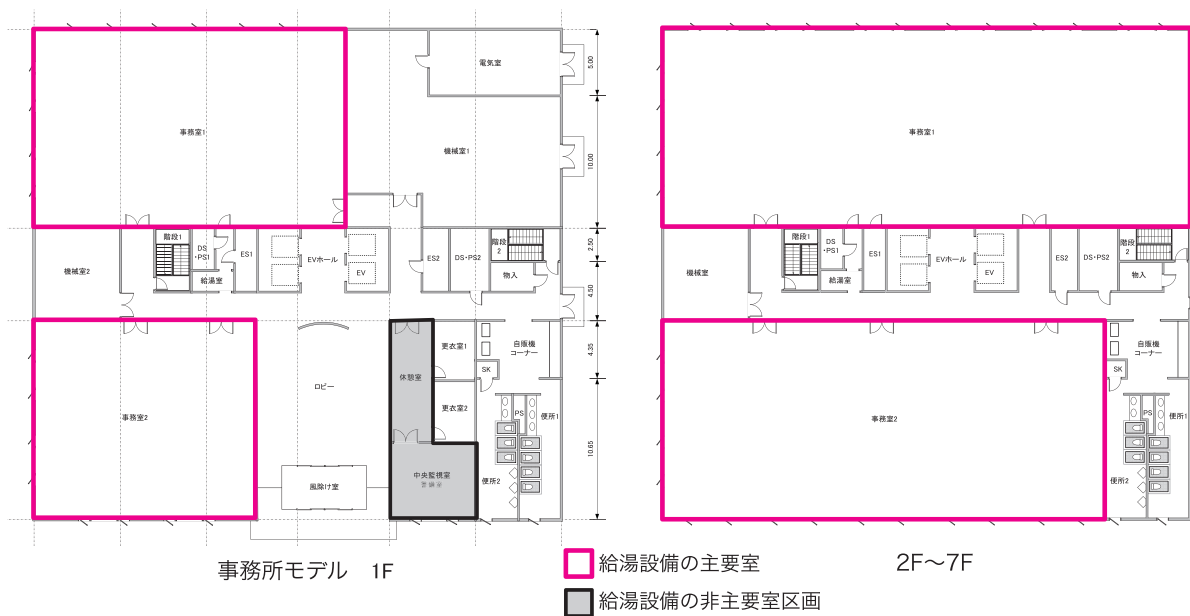 電気室
5.00
事務室1
機械室1
10.00
階段1
DS
・PS1
ES1
EVホール
EV
ES2
DS・PS2
階段
2
2.50
機械室2
給湯室
物入
4.50
更衣室1
自販機
コーナー
4.35
SK
休憩室
ロビー
事務室2
更衣室2
PS
便所1
10.65
中央監視室
便所2
風除け室
事務所モデル 1F
事務室1
階段1
DS
・PS1
ES1
EVホール
EV
ES2
DS・PS2
階段
2
機械室
給湯室
物入
自販機
コーナー
SK
事務室2
PS
便所1
便所2
2F〜7F
給湯設備の主要室
給湯設備の非主要室区画